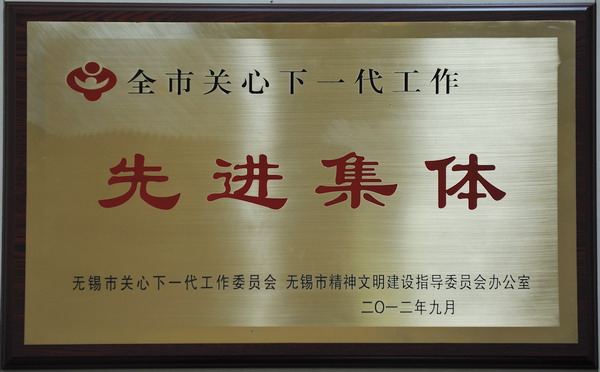 全市关心下一代工作
先进集体
无锡市关心下一代工作委员会 无锡市精神文明建设指导委员会办公室
二〇一二年九月